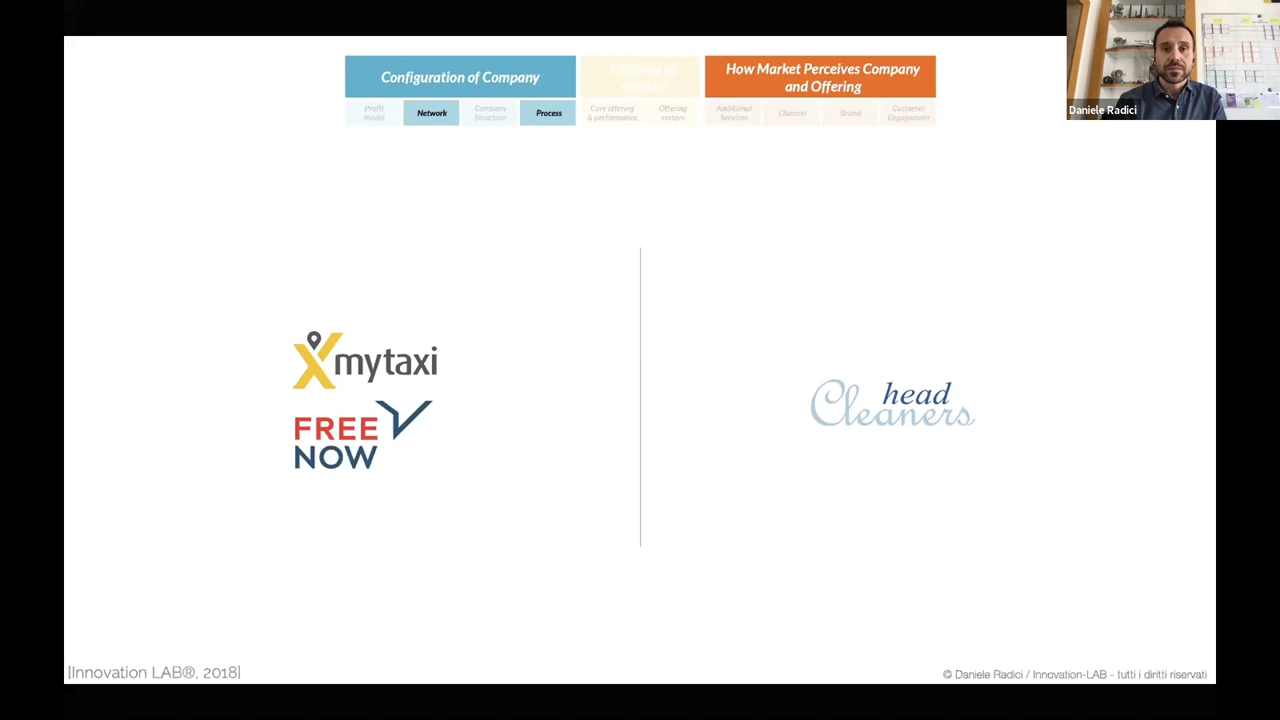 Configuration of Company
How Market Perceives Company
and Offering
Profit
model
Network
Company
Structure
Process
Core offering
& performance
Offering
system
Additional
Services
Channel
Brand
Customer
Engagement
Daniele Radici
mytaxi
FREE
NOW
head
Cleaners
[Innovation LAB®, 2018]
© Daniele Radici / Innovation-LAB - tutti i diritti riservati